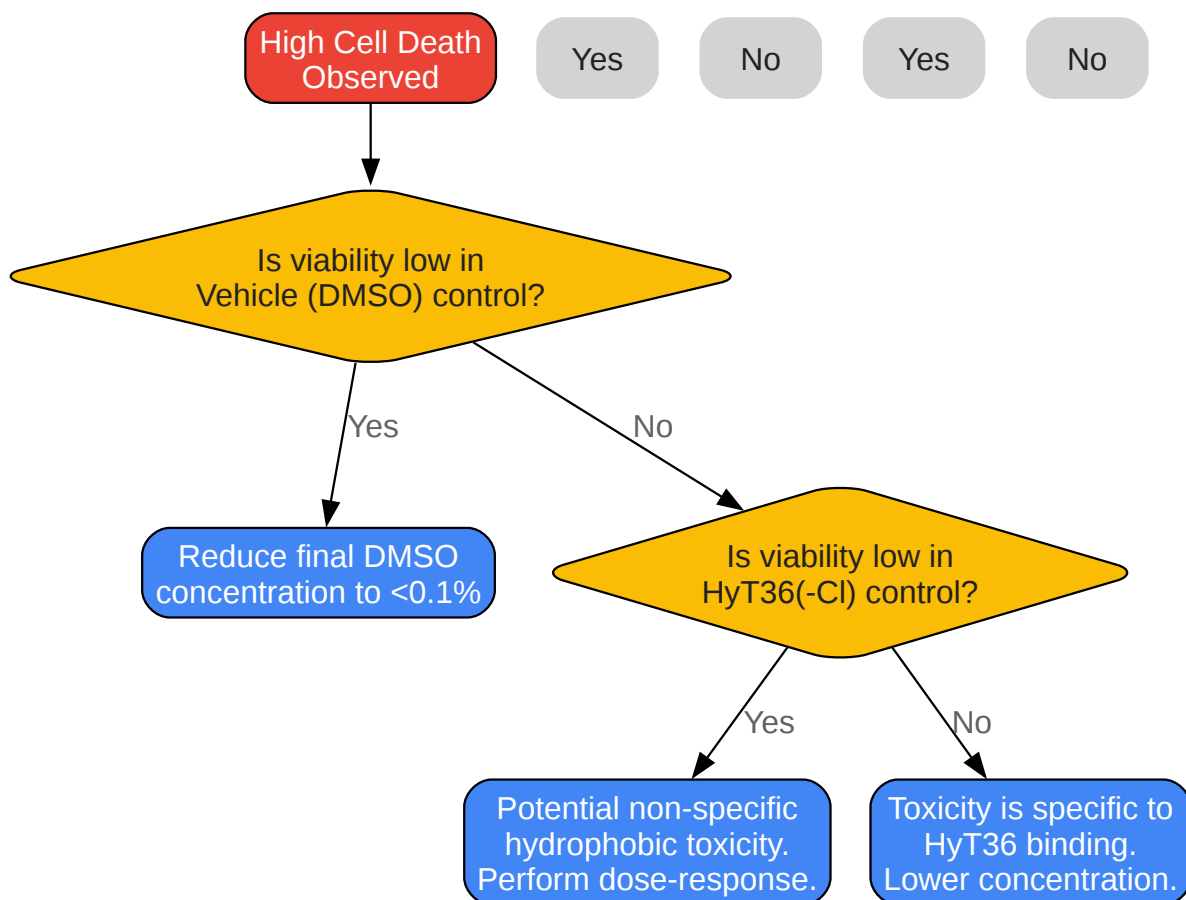 High Cell Death
Observed
Yes
No
Yes
No
Is viability low in
Vehicle (DMSO) control?
Yes
No
Reduce final DMSO
concentration to <0.1%
Is viability low in
HyT36(-Cl) control?
Yes
No
Potential non-specific
hydrophobic toxicity.
Perform dose-response.
Toxicity is specific to
HyT36 binding.
Lower concentration.